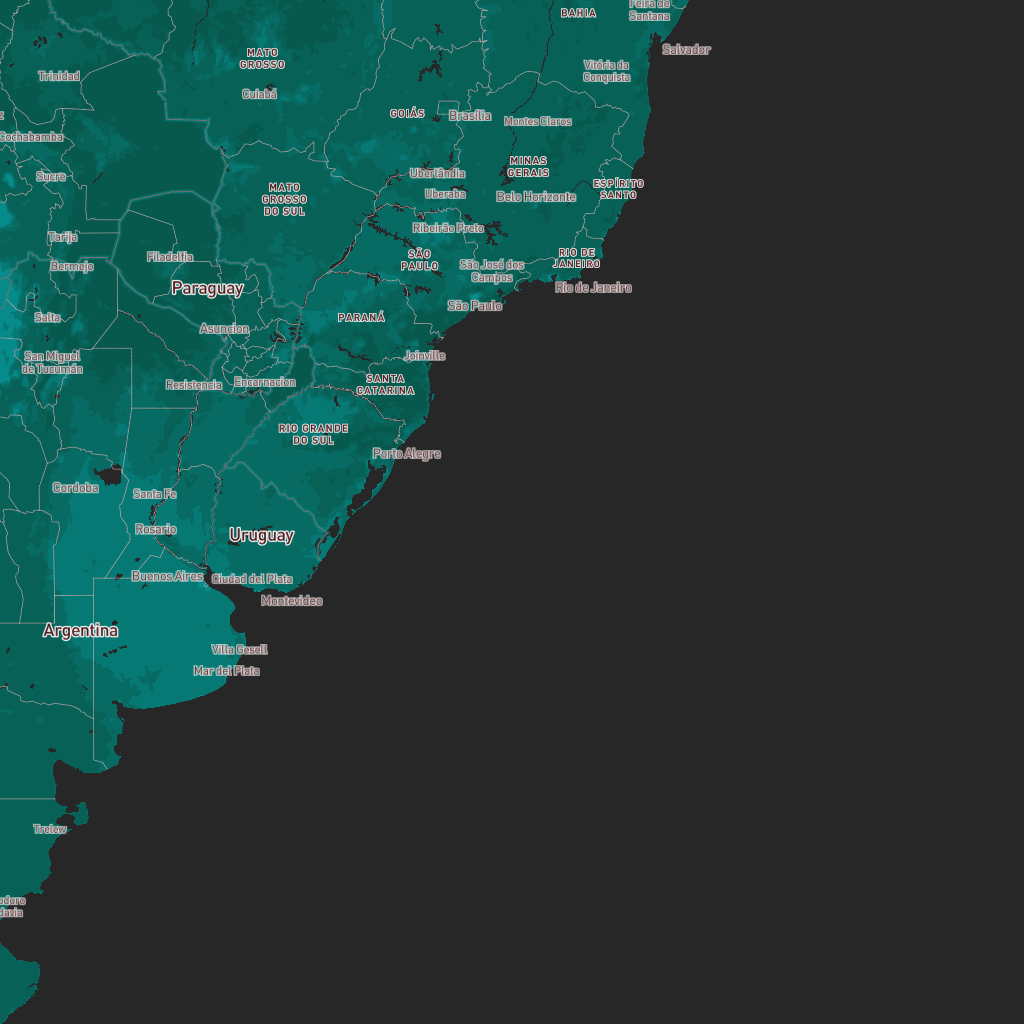 Feira de
Santana
BAHIA
Salvador
MATO
GROSSO
Trinidad
Vitória da
Conquista
Cuiabá
GOIÁS
Brasília
Montes Claros
Cochabamba
MINAS
GERAIS
Sucre
Uberlândia
ESPÍRITO
SANTO
MATO
GROSSO
DO SUL
Uberaba
Belo Horizonte
Ribeirão Preto
Tarija
Filadelfia
SÃO
PAULO
RIO DE
JANEIRO
Bermejo
São José dos
Campos
Paraguay
Rio de Janeiro
São Paulo
Salta
PARANÁ
Asuncion
San Miguel
de Tucumán
Joinville
Resistencia
Encarnacion
SANTA
CATARINA
RIO GRANDE
DO SUL
Porto Alegre
Cordoba
Santa Fe
Rosario
Uruguay
Buenos Aires
Ciudad del Plata
Montevideo
Argentina
Villa Gesell
Mar del Plata
Trelew
adoro
davia